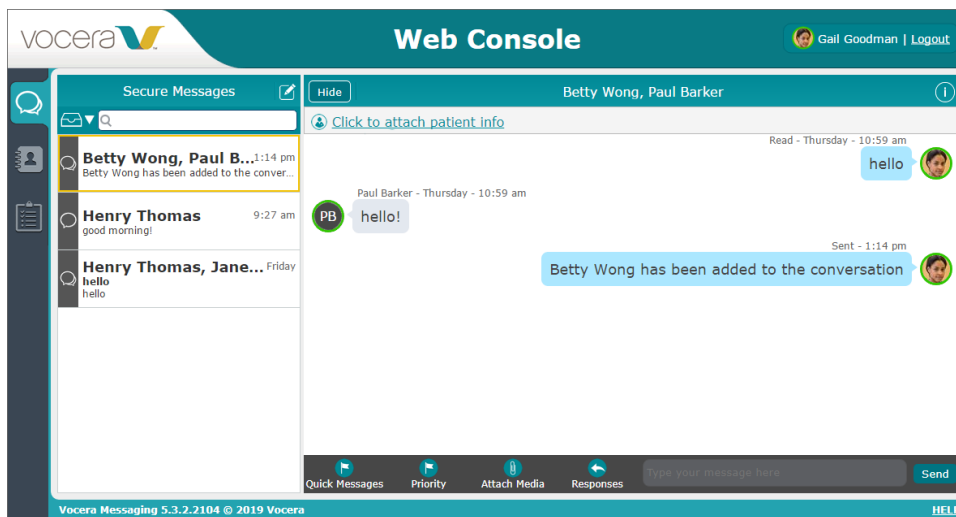 vocera
Web Console
Gail Goodman | Logout
Secure Messages
Hide
Betty Wong, Paul Barker
Click to attach patient info
Betty Wong, Paul B... 1:14 pm
Betty Wong has been added to the conver...
Henry Thomas 9:27 am
good morning!
Henry Thomas, Jane... Friday
hello
hello
Read - Thursday - 10:59 am
hello
Paul Barker - Thursday - 10:59 am
PB
hello!
Sent - 1:14 pm
Betty Wong has been added to the conversation
Quick Messages
Priority
Attach Media
Responses
Type your message here
Send
Vocera Messaging 5.3.2.2104 © 2019 Vocera
HEL